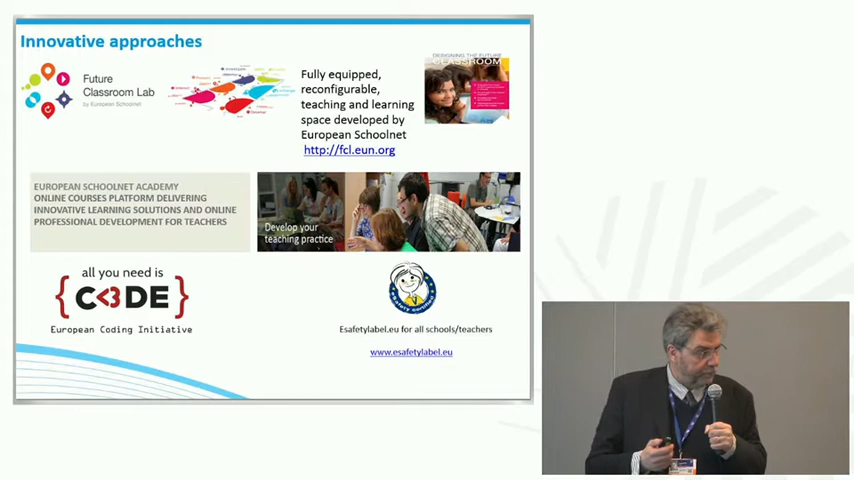 Innovative approaches
Future
Classroom Lab
by European Schoolnet
Fully equipped,
reconfigurable,
teaching and learning
space developed by
European Schoolnet
http://fcl.eun.org
DESIGNING THE FUTURE
CLASSROOM
EUROPEAN SCHOOLNET ACADEMY
ONLINE COURSES PLATFORM DELIVERING
INNOVATIVE LEARNING SOLUTIONS AND ONLINE
PROFESSIONAL DEVELOPMENT FOR TEACHERS
Develop your
teaching practice
all you need is
{C<3DE}
European Coding Initiative
eSafety certified
Esafetylabel.eu for all schools/teachers
www.esafetylabel.eu